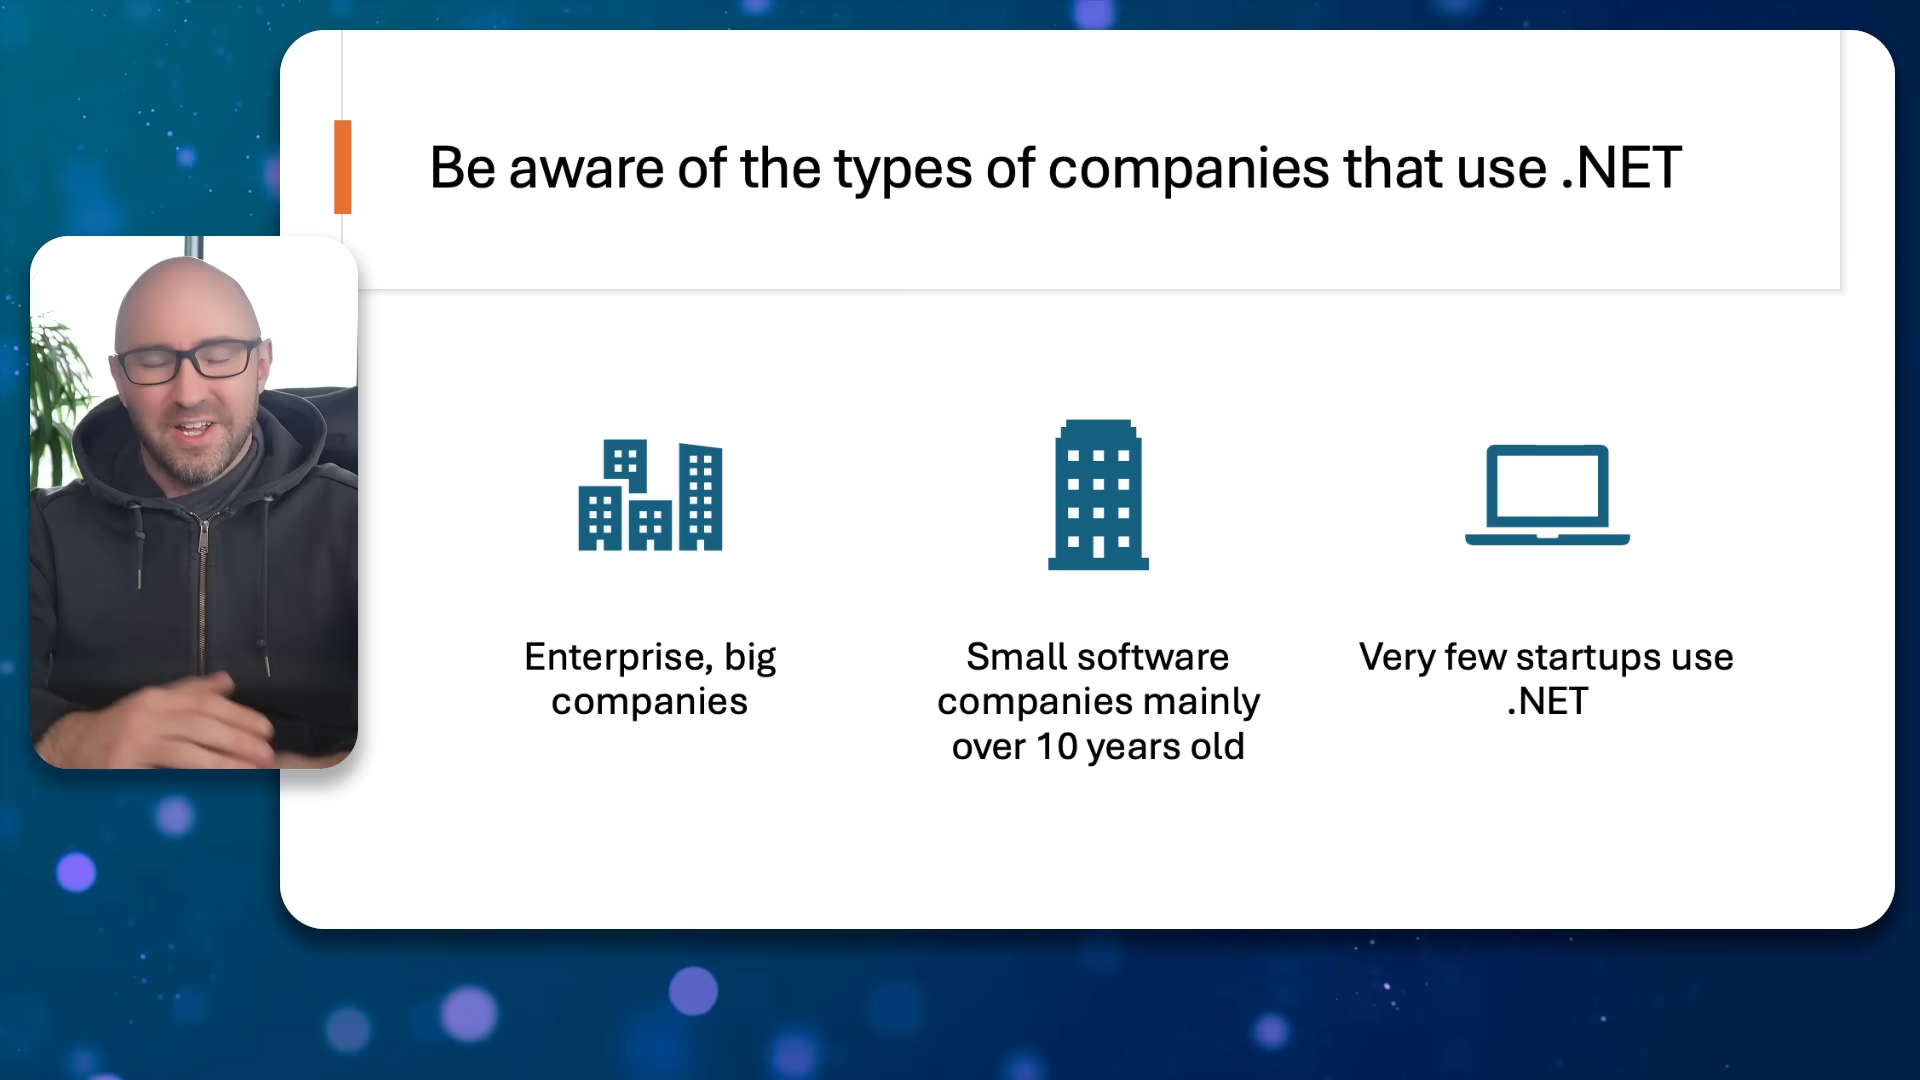 Be aware of the types of companies that use .NET
Enterprise, big
companies
Small software
companies mainly
over 10 years old
Very few startups use
.NET